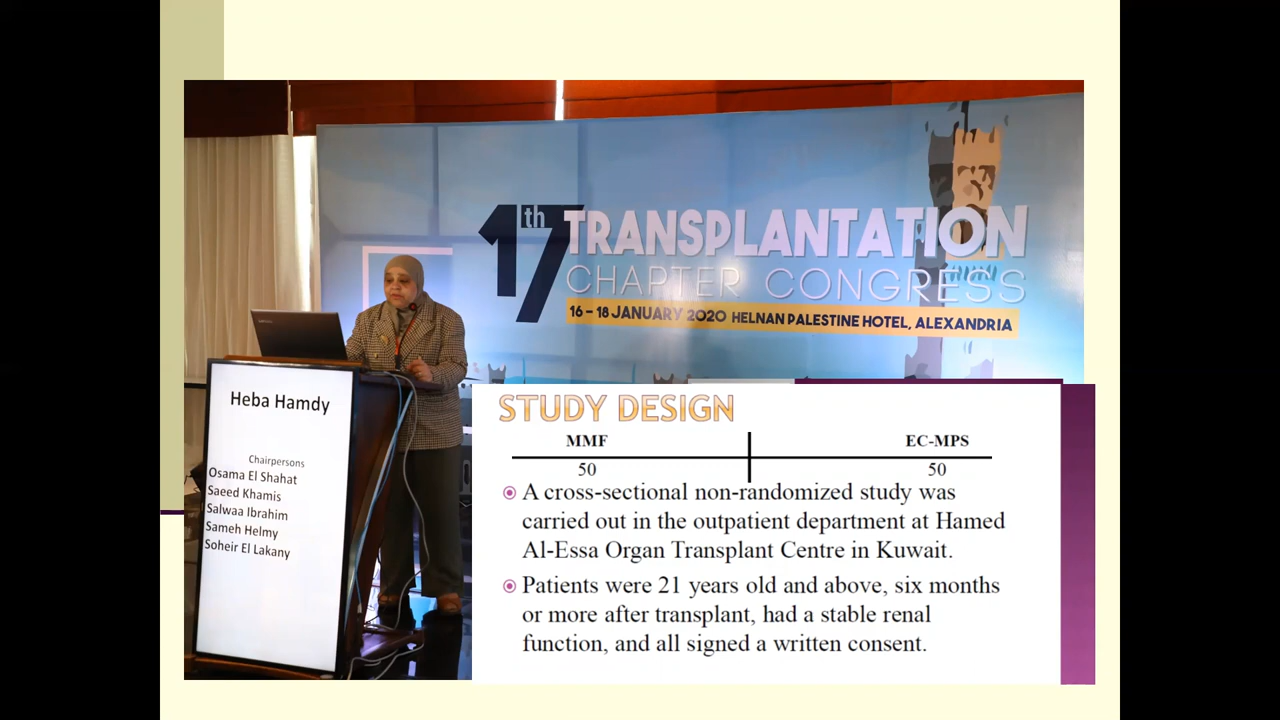 17th TRANSPLANTATION
CHAPTER CONGRESS
16 – 18 JANUARY 2020 HELNAN PALESTINE HOTEL, ALEXANDRIA
Heba Hamdy
Chairpersons
Osama El Shahat
Saeed Khamis
Salwaa Ibrahim
Sameh Helmy
Soheir El Lakany
STUDY DESIGN
MMF EC-MPS
50 50
A cross-sectional non-randomized study was
carried out in the outpatient department at Hamed
Al-Essa Organ Transplant Centre in Kuwait.
Patients were 21 years old and above, six months
or more after transplant, had a stable renal
function, and all signed a written consent.